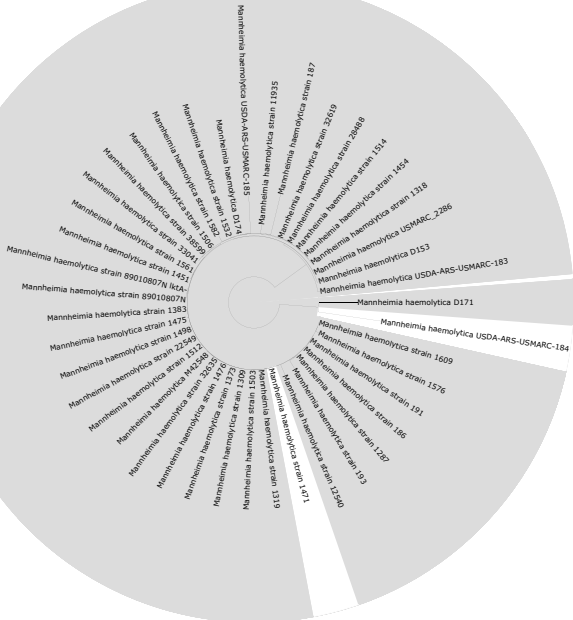 Mannheimia haemolytica USDA-ARS-USMARC-185
Mannheimia haemolytica strain 11935
Mannheimia haemolytica strain 187
Mannheimia haemolytica strain 32619
Mannheimia haemolytica strain 28488
Mannheimia haemolytica strain 1514
Mannheimia haemolytica strain 1454
Mannheimia haemolytica strain 1318
Mannheimia haemolytica USMARC_2286
Mannheimia haemolytica D153
Mannheimia haemolytica USDA-ARS-USMARC-183
Mannheimia haemolytica D171
Mannheimia haemolytica USDA-ARS-USMARC-184
Mannheimia haemolytica strain 1609
Mannheimia haemolytica strain 1576
Mannheimia haemolytica strain 191
Mannheimia haemolytica strain 186
Mannheimia haemolytica strain 1287
Mannheimia haemolytica strain 193
Mannheimia haemolytica strain 12540
Mannheimia haemolytica strain 1471
Mannheimia haemolytica strain 1319
Mannheimia haemolytica strain 1503
Mannheimia haemolytica strain 1309
Mannheimia haemolytica strain 1373
Mannheimia haemolytica strain 1476
Mannheimia haemolytica strain 32635
Mannheimia haemolytica M42548
Mannheimia haemolytica strain 1512
Mannheimia haemolytica strain 22549
Mannheimia haemolytica strain 1498
Mannheimia haemolytica strain 1475
Mannheimia haemolytica strain 1383
Mannheimia haemolytica strain 89010807N
Mannheimia haemolytica strain 89010807N lktA-
Mannheimia haemolytica strain 1451
Mannheimia haemolytica strain 1561
Mannheimia haemolytica strain 33041
Mannheimia haemolytica strain 38599
Mannheimia haemolytica strain 1506
Mannheimia haemolytica strain 1582
Mannheimia haemolytica strain 1532
Mannheimia haemolytica D174